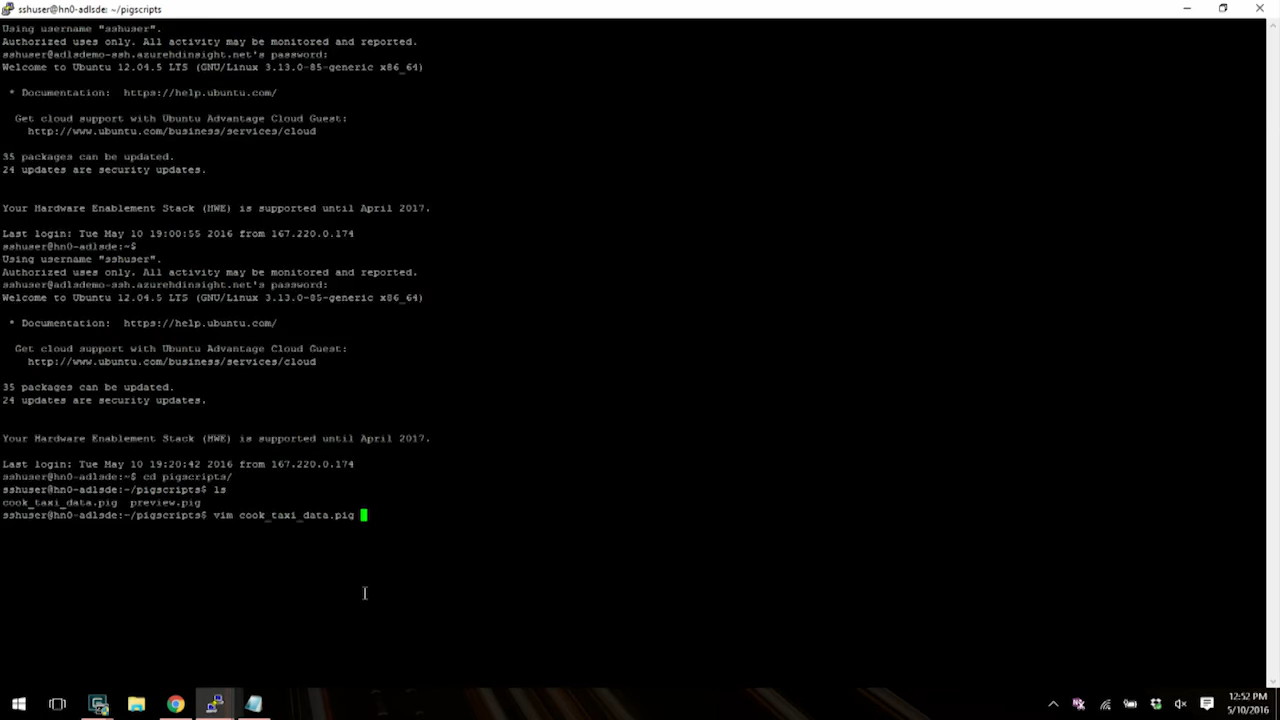 sshuser@hn0-adlsde: ~/pigscripts
Using username "sshuser".
Authorized uses only. All activity may be monitored and reported.
sshuser@adlsdemo-ssh.azurehdinsight.net's password:
Welcome to Ubuntu 12.04.5 LTS (GNU/Linux 3.13.0-85-generic x86_64)
* Documentation:  https://help.ubuntu.com/
Get cloud support with Ubuntu Advantage Cloud Guest:
http://www.ubuntu.com/business/services/cloud
35 packages can be updated.
24 updates are security updates.
Your Hardware Enablement Stack (HWE) is supported until April 2017.
Last login: Tue May 10 19:00:55 2016 from 167.220.0.174
sshuser@hn0-adlsde:~$
Using username "sshuser".
Authorized uses only. All activity may be monitored and reported.
sshuser@adlsdemo-ssh.azurehdinsight.net's password:
Welcome to Ubuntu 12.04.5 LTS (GNU/Linux 3.13.0-85-generic x86_64)
* Documentation:  https://help.ubuntu.com/
Get cloud support with Ubuntu Advantage Cloud Guest:
http://www.ubuntu.com/business/services/cloud
35 packages can be updated.
24 updates are security updates.
Your Hardware Enablement Stack (HWE) is supported until April 2017.
Last login: Tue May 10 19:20:42 2016 from 167.220.0.174
sshuser@hn0-adlsde:~$ cd pigscripts/
sshuser@hn0-adlsde:~/pigscripts$ ls
cook_taxi_data.pig  preview.pig
sshuser@hn0-adlsde:~/pigscripts$ vim cook_taxi_data.pig
12:52 PM
5/10/2016